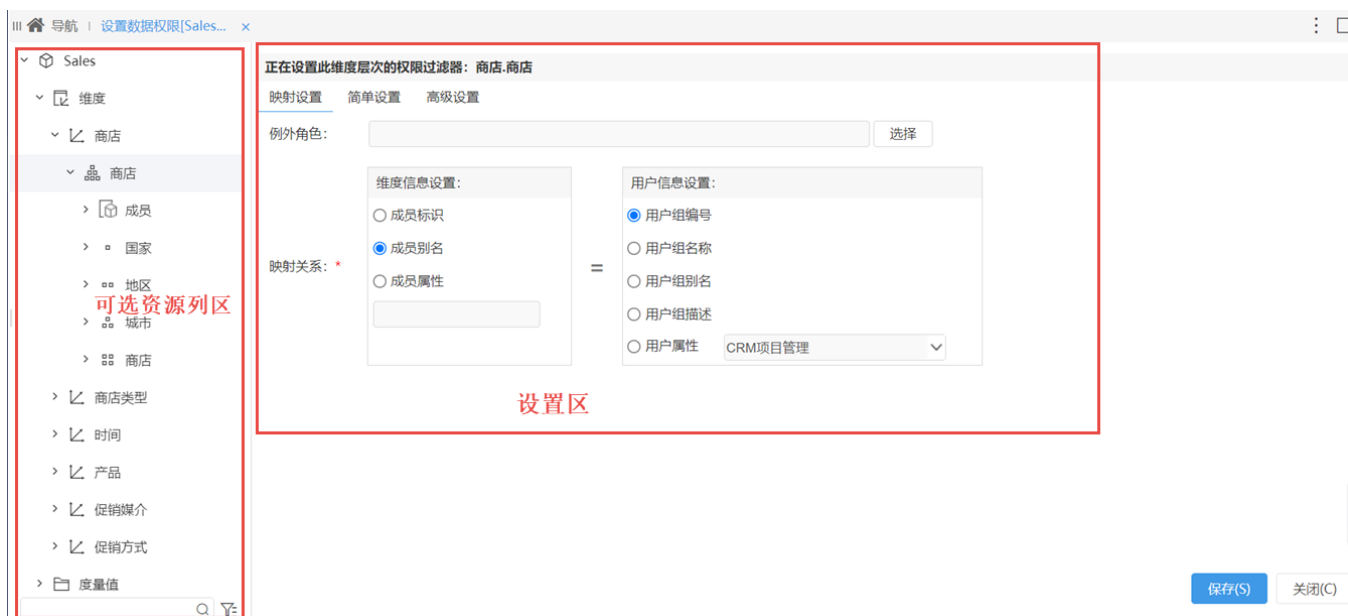 导航 设置数据权限[Sales... ×
Sales
维度
商店
商店
成员
国家
地区
可选资源列区
城市
商店
商店类型
时间
产品
促销媒介
促销方式
度量值
正在设置此维度层次的权限过滤器：商店.商店
映射设置 简单设置 高级设置
例外角色：
选择
映射关系：*
维度信息设置：
成员标识
成员别名
成员属性
=
用户信息设置：
用户组编号
用户组名称
用户组别名
用户组描述
用户属性 CRM项目管理
设置区
保存(S) 关闭(C)